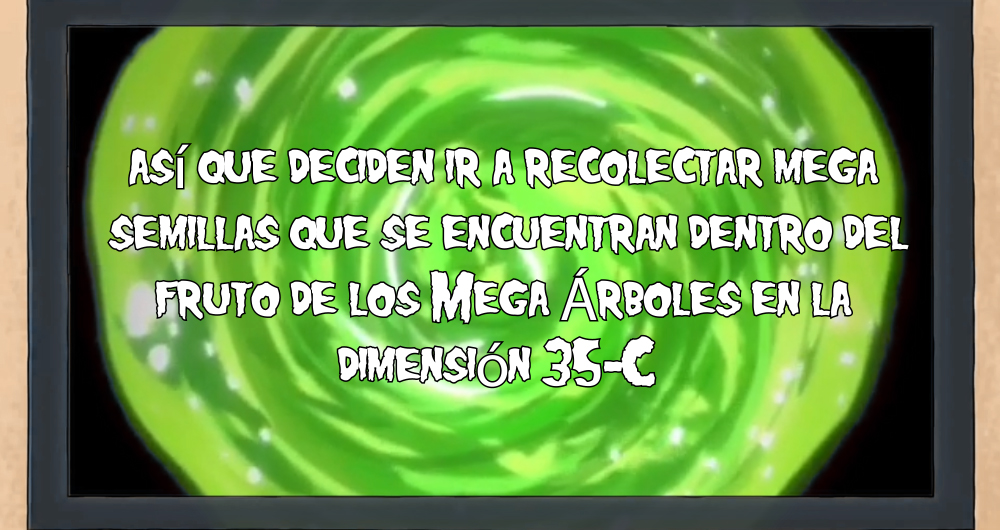 así que deciden ir a recolectar mega
semillas que se encuentran dentro del
fruto de los Mega Árboles en la
dimensión 35-C